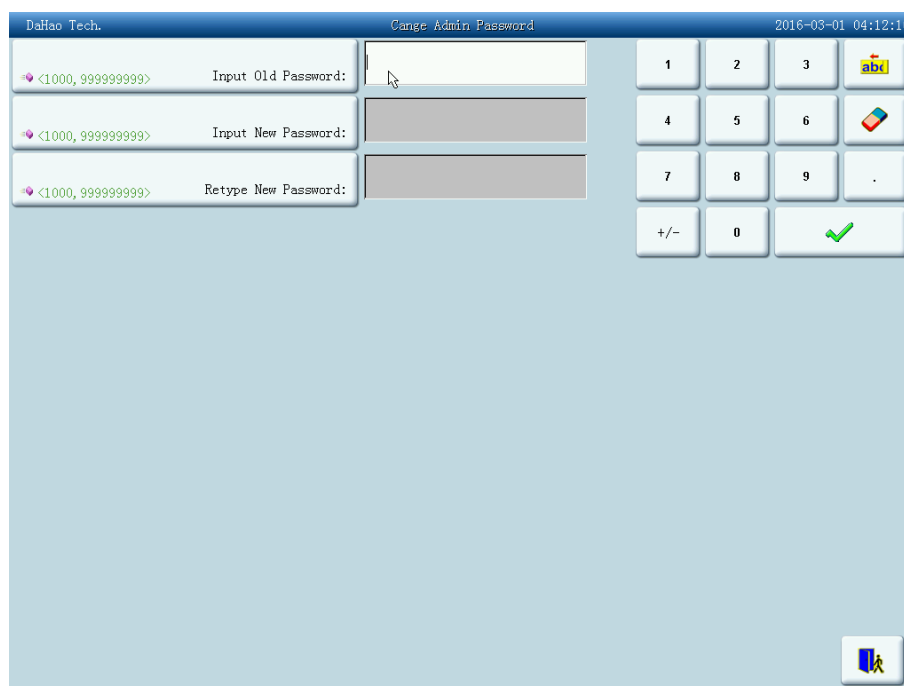 DaHao Tech. Cange Admin Password 2016-03-01 04:12:1
<1000, 999999999> Input Old Password:
1 2 3 abc
<1000, 999999999> Input New Password:
4 5 6
<1000, 999999999> Retype New Password:
7 8 9 .
+/- 0